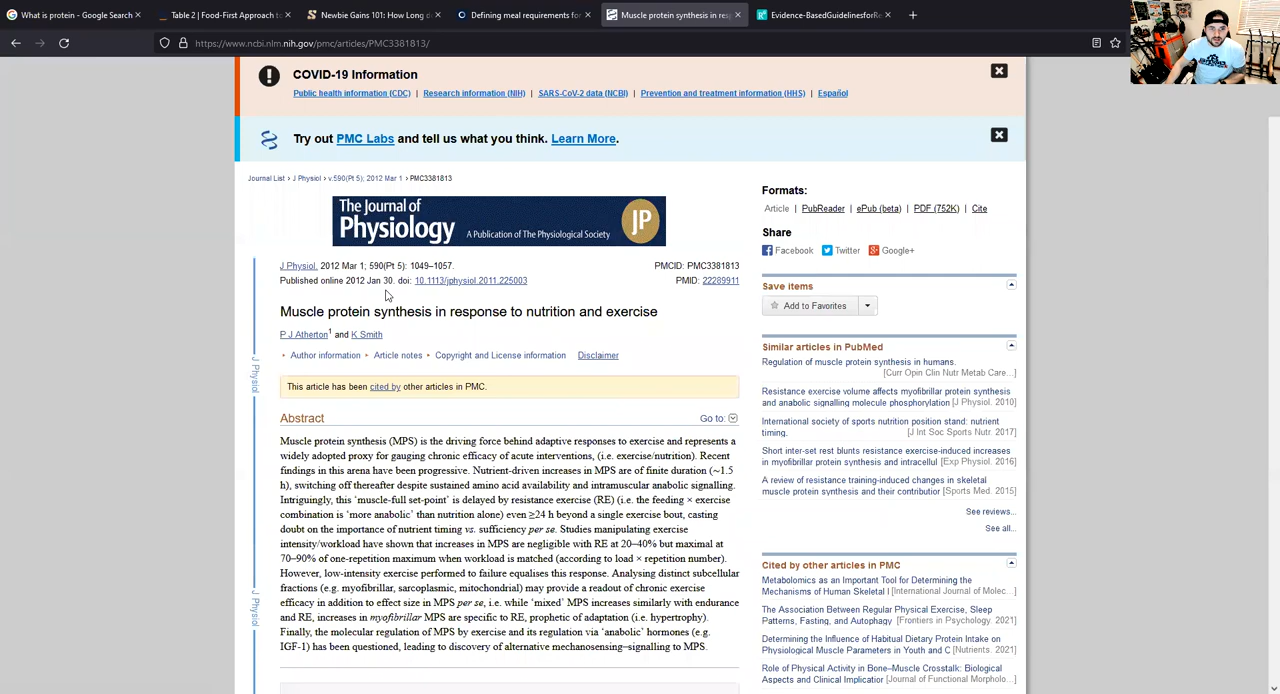 What is protein - Google Search
Table 2 | Food-First Approach to
Newbie Gains 101: How Long d
Defining meal requirements for
Muscle protein synthesis in res
Evidence-BasedGuidelinesforRe
https://www.ncbi.nlm.nih.gov/pmc/articles/PMC3381813/
COVID-19 Information
Public health information (CDC) | Research information (NIH) | SARS-CoV-2 data (NCBI) | Prevention and treatment information (HHS) | Español
Try out PMC Labs and tell us what you think. Learn More.
Journal List > J Physiol > v.590(Pt 5); 2012 Mar 1 > PMC3381813
The Journal of
Physiology
A Publication of The Physiological Society
JP
J Physiol. 2012 Mar 1; 590(Pt 5): 1049–1057.
PMCID: PMC3381813
Published online 2012 Jan 30. doi: 10.1113/jphysiol.2011.225003
PMID: 22289911
Muscle protein synthesis in response to nutrition and exercise
P J Atherton1 and K Smith
Author information Article notes Copyright and License information Disclaimer
This article has been cited by other articles in PMC.
Abstract
Go to:
Muscle protein synthesis (MPS) is the driving force behind adaptive responses to exercise and represents a
widely adopted proxy for gauging chronic efficacy of acute interventions, (i.e. exercise/nutrition). Recent
findings in this arena have been progressive. Nutrient-driven increases in MPS are of finite duration (~1.5
h), switching off thereafter despite sustained amino acid availability and intramuscular anabolic signalling.
Intriguingly, this ‘muscle-full set-point’ is delayed by resistance exercise (RE) (i.e. the feeding × exercise
combination is ‘more anabolic’ than nutrition alone) even ≥24 h beyond a single exercise bout, casting
doubt on the importance of nutrient timing vs. sufficiency per se. Studies manipulating exercise
intensity/workload have shown that increases in MPS are negligible with RE at 20–40% but maximal at
70–90% of one-repetition maximum when workload is matched (according to load × repetition number).
However, low-intensity exercise performed to failure equalises this response. Analysing distinct subcellular
fractions (e.g. myofibrillar, sarcoplasmic, mitochondrial) may provide a readout of chronic exercise
efficacy in addition to effect size in MPS per se, i.e. while ‘mixed’ MPS increases similarly with endurance
and RE, increases in myofibrillar MPS are specific to RE, prophetic of adaptation (i.e. hypertrophy).
Finally, the molecular regulation of MPS by exercise and its regulation via ‘anabolic’ hormones (e.g.
IGF-1) has been questioned, leading to discovery of alternative mechanosensing–signalling to MPS.
J Physiol
J Physiol
Formats:
Article | PubReader | ePub (beta) | PDF (752K) | Cite
Share
Facebook Twitter Google+
Save items
Add to Favorites
Similar articles in PubMed
Regulation of muscle protein synthesis in humans.
[Curr Opin Clin Nutr Metab Care...]
Resistance exercise volume affects myofibrillar protein synthesis
and anabolic signalling molecule phosphorylation [J Physiol. 2010]
International society of sports nutrition position stand: nutrient
timing. [J Int Soc Sports Nutr. 2017]
Short inter-set rest blunts resistance exercise-induced increases
in myofibrillar protein synthesis and intracellul [Exp Physiol. 2016]
A review of resistance training-induced changes in skeletal
muscle protein synthesis and their contributior [Sports Med. 2015]
See reviews...
See all...
Cited by other articles in PMC
Metabolomics as an Important Tool for Determining the
Mechanisms of Human Skeletal I [International Journal of Molec...]
The Association Between Regular Physical Exercise, Sleep
Patterns, Fasting, and Autophagy [Frontiers in Psychology. 2021]
Determining the Influence of Habitual Dietary Protein Intake on
Physiological Muscle Parameters in Youth and C [Nutrients. 2021]
Role of Physical Activity in Bone–Muscle Crosstalk: Biological
Aspects and Clinical Implicatior [Journal of Functional Morpholo...]